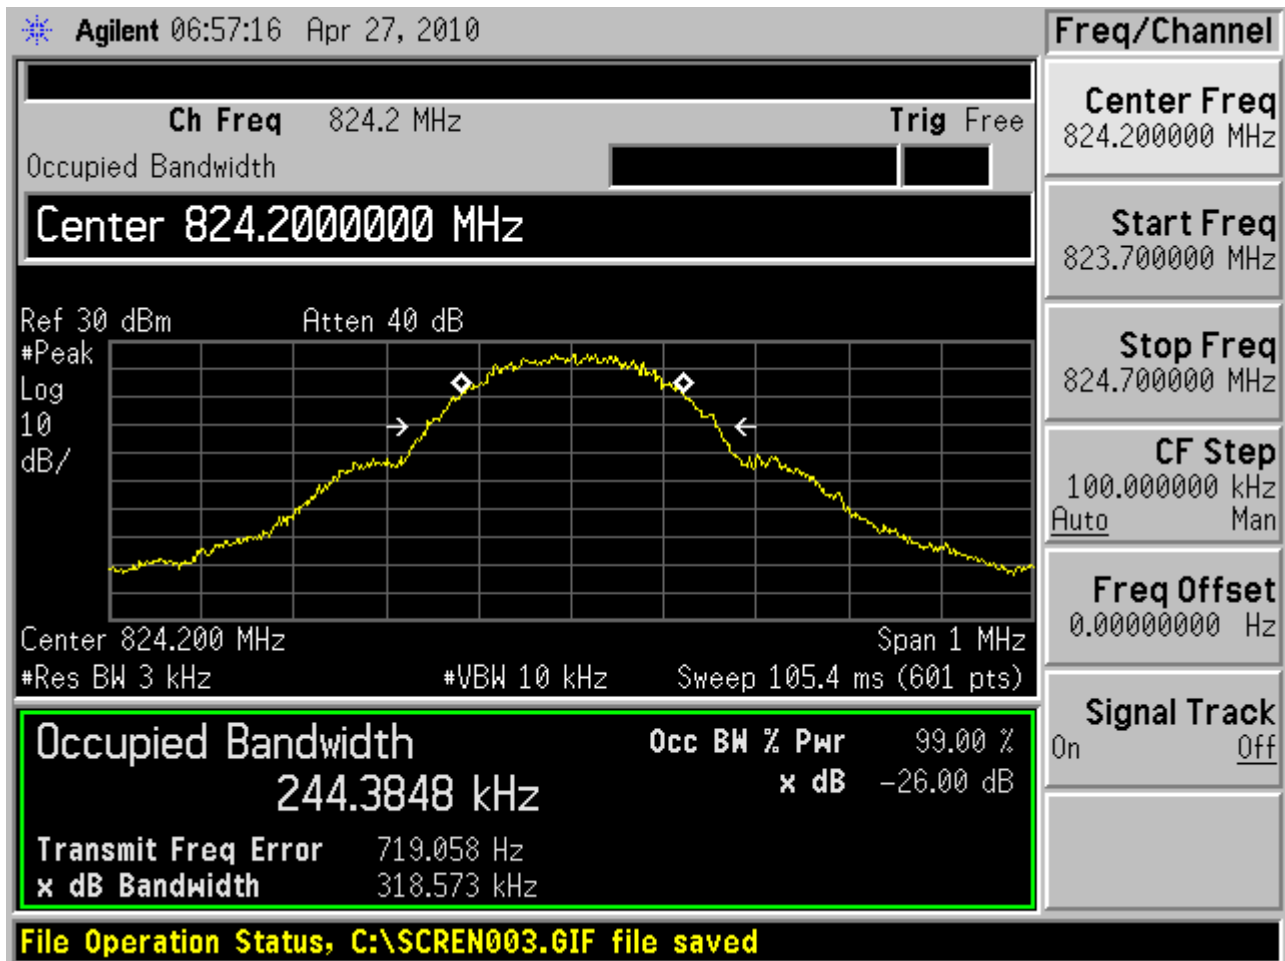 Agilent 06:57:16 Apr 27, 2010
Freq/Channel
Ch Freq 824.2 MHz Trig Free
Occupied Bandwidth
Center 824.2000000 MHz
Ref 30 dBm Atten 40 dB
#Peak
Log
10
dB/
Center 824.200 MHz Span 1 MHz
#Res BW 3 kHz #VBW 10 kHz Sweep 105.4 ms (601 pts)
Occupied Bandwidth
244.3848 kHz
Occ BW % Pwr 99.00 %
x dB -26.00 dB
Transmit Freq Error 719.058 Hz
x dB Bandwidth 318.573 kHz
Center Freq
824.200000 MHz
Start Freq
823.700000 MHz
Stop Freq
824.700000 MHz
CF Step
100.000000 kHz
Auto Man
Freq Offset
0.00000000 Hz
Signal Track
On Off
File Operation Status, C:\SCREN003.GIF file saved